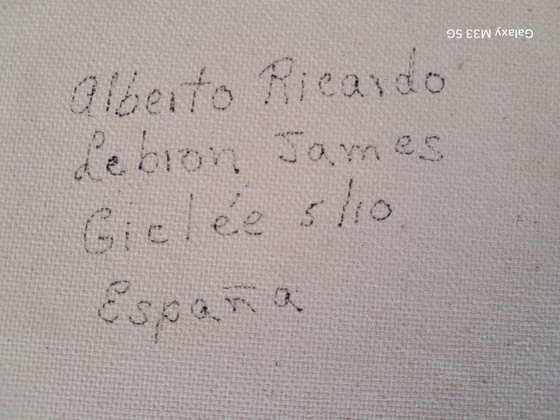 Galaxy M33 5G
Alberto Ricardo
Lebron James
Giclée 5/10
España